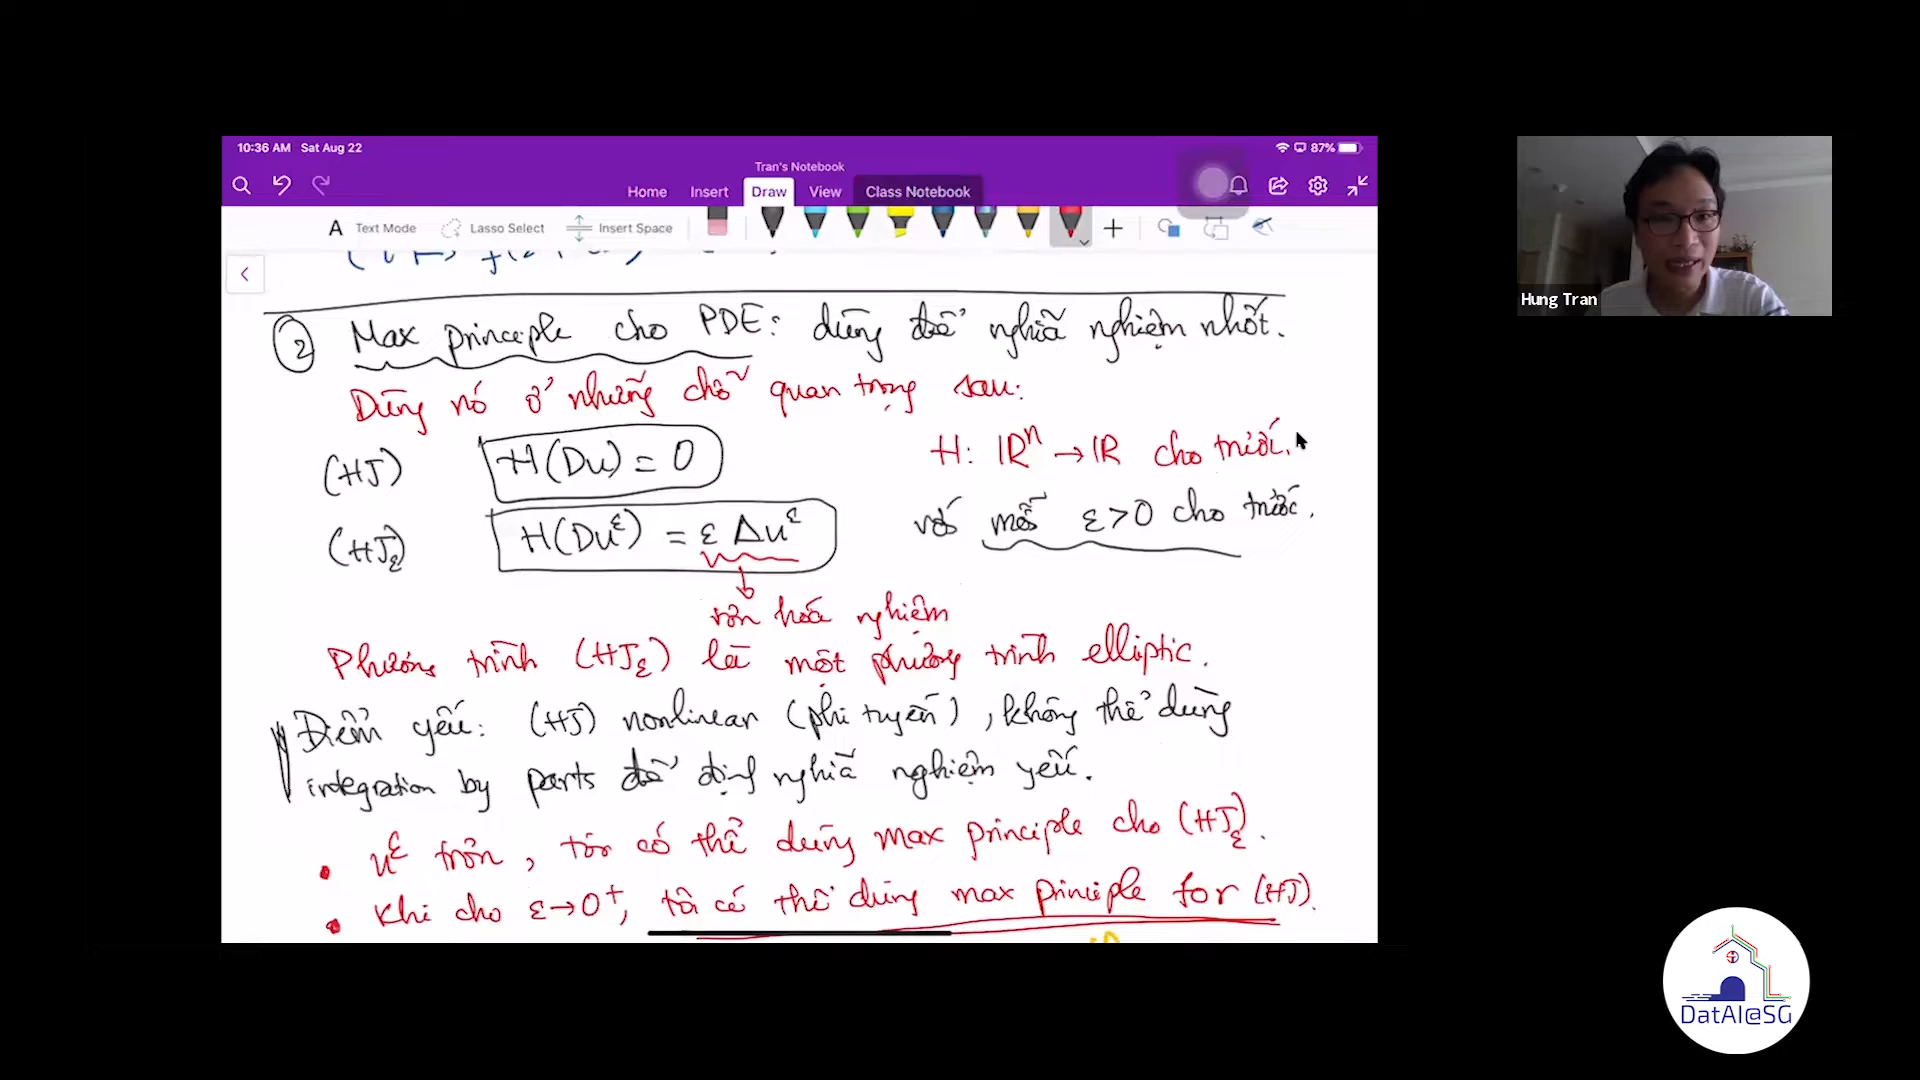 10:36 AM Sat Aug 22
87%
Tran's Notebook
Home Insert Draw View Class Notebook
A Text Mode Lasso Select Insert Space
② Max principle cho PDE: dùng để nghĩa nghiệm nhớt.
Dùng nó ở những chỗ quan trọng sau:
(HJ) H(Du) = 0 H: ℝⁿ → ℝ cho trước.
(HJε) H(Duᵋ) = ε Δuᵋ với mỗi ε > 0 cho trước.
trơn hoá nghiệm
Phương trình (HJε) là một phương trình elliptic.
Điểm yếu: (HJ) nonlinear (phi tuyến), không thể dùng
integration by parts để định nghĩa nghiệm yếu.
• uᵋ trơn, tôi có thể dùng max principle cho (HJε).
• Khi cho ε→0⁺, tôi có thể dùng max principle for (HJ).
Hung Tran
DatAI@SG